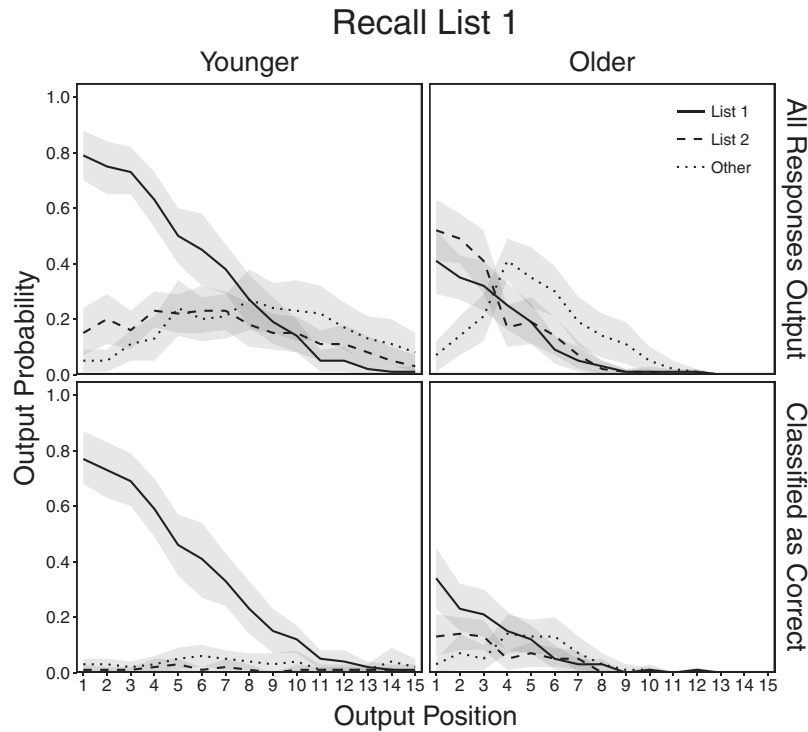 Recall List 1
Younger
Older
1.0
0.8
0.6
0.4
0.2
0.0
List 1
List 2
Other
All Responses Output
Output Probability
1.0
0.8
0.6
0.4
0.2
0.0
Classified as Correct
1 2 3 4 5 6 7 8 9 10 11 12 13 14 15
1 2 3 4 5 6 7 8 9 10 11 12 13 14 15
Output Position